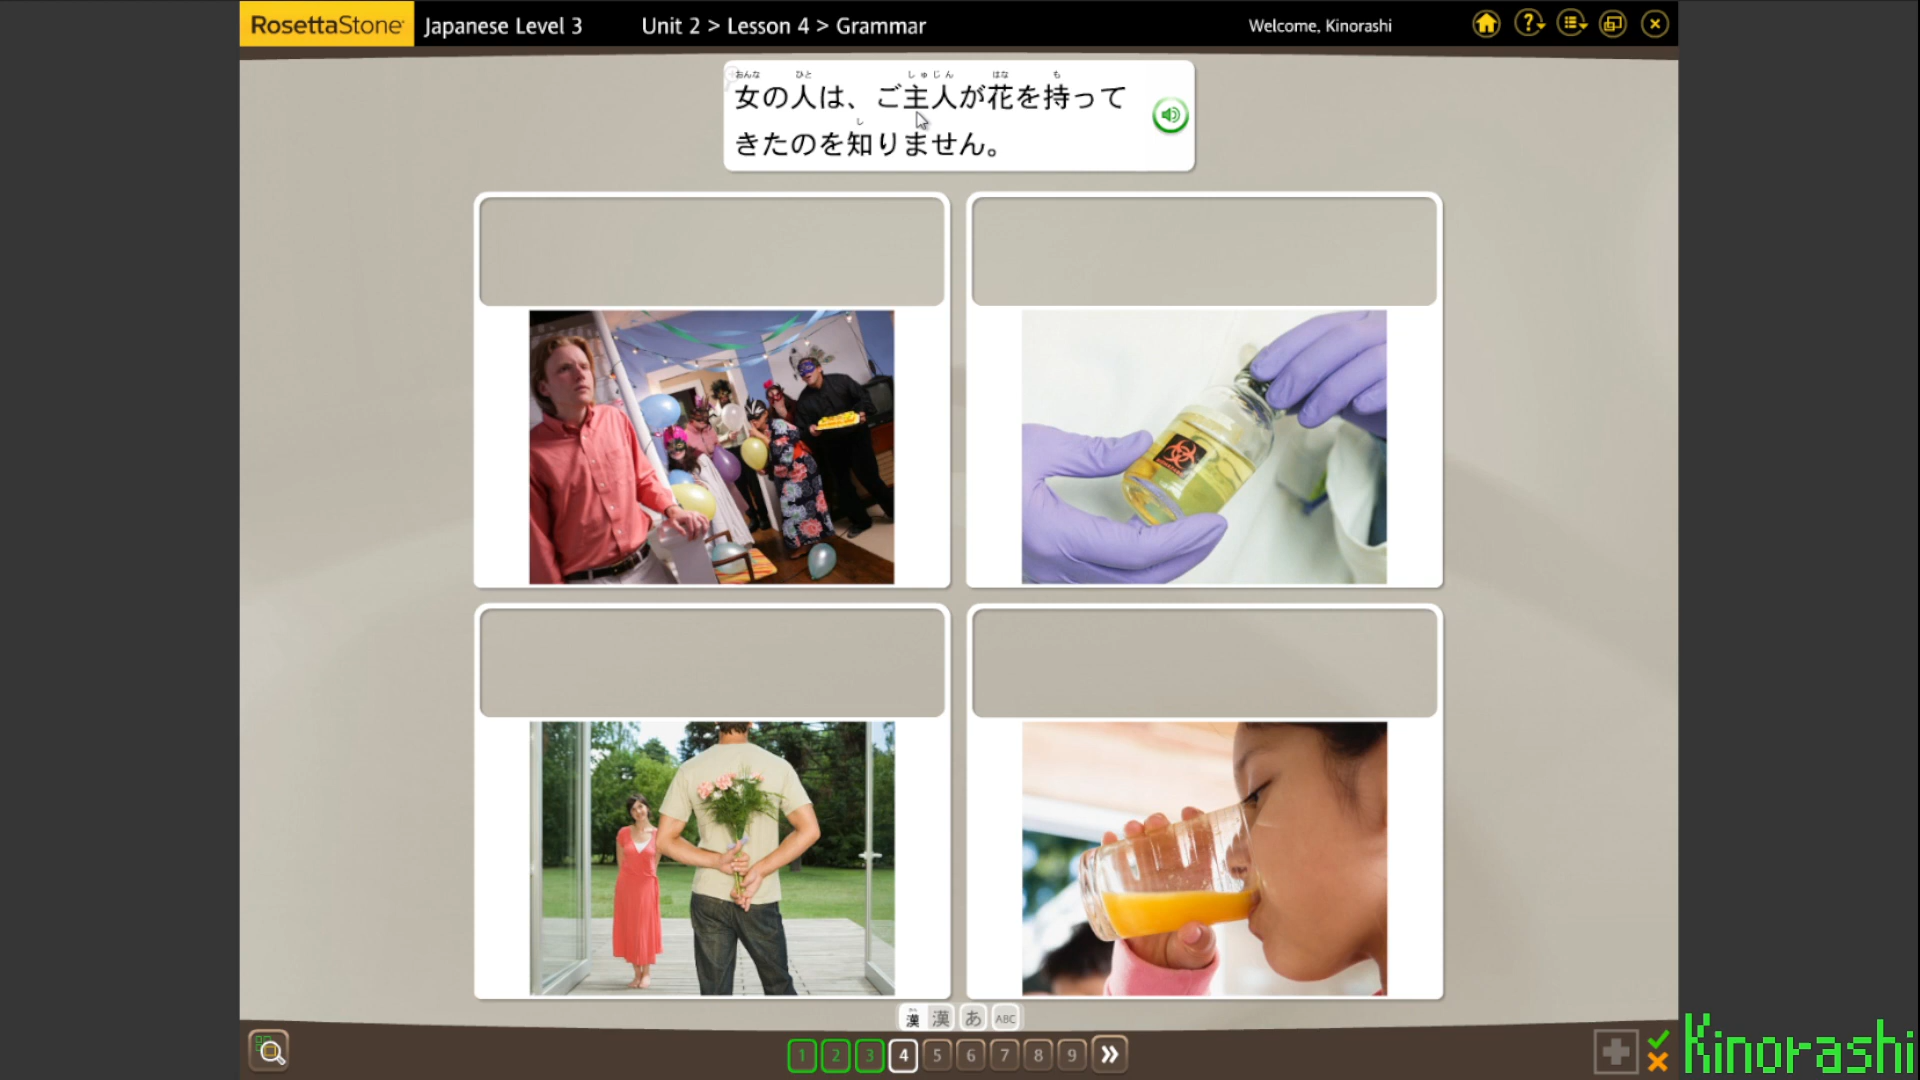 RosettaStone Japanese Level 3 Unit 2 > Lesson 4 > Grammar Welcome, Kinorashi
おんな ひと しゅじん はな も
女の人は、ご主人が花を持って
し
きたのを知りません。
漢 漢 あ ABC
1 2 3 4 5 6 7 8 9
Kinorashi